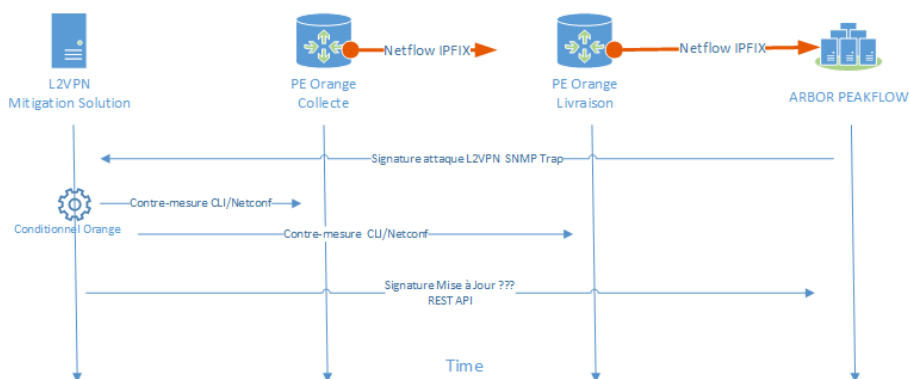 L2VPN
Mitigation Solution
PE Orange
Collecte
Netflow IPFIX
PE Orange
Livraison
Netflow IPFIX
ARBOR PEAKFLOW
Signature attaque L2VPN SNMP Trap
Contre-mesure CLI/Netconf
Conditionnel Orange
Contre-mesure CLI/Netconf
Signature Mise à Jour ???
REST API
Time